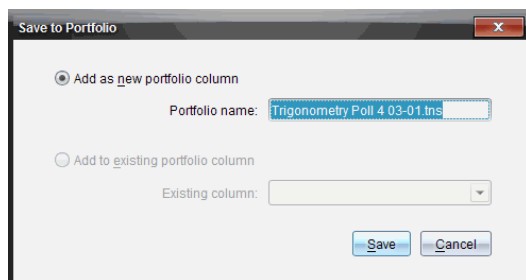 Save to Portfolio
Add as new portfolio column
Portfolio name: Trigonometry Poll 4 03-01.tns
Add to existing portfolio column
Existing column:
Save Cancel